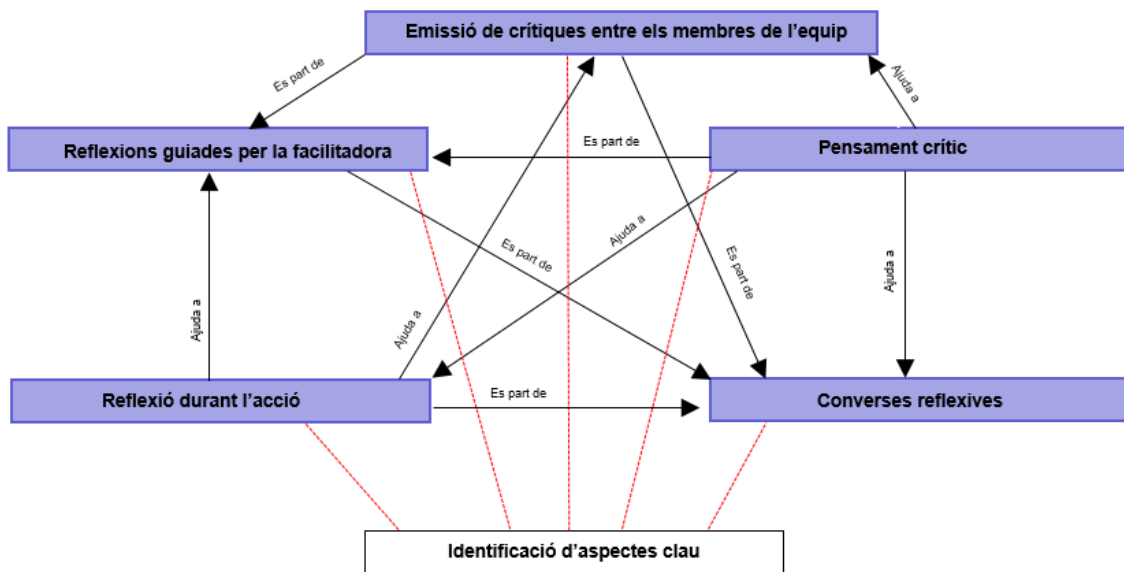 Emissió de crítiques entre els membres de l'equip
Es part de
Ajuda a
Reflexions guiades per la facilitadora
Es part de
Pensament crític
Ajuda a
Es part de
Es part de
Ajuda a
Ajuda a
Ajuda a
Reflexió durant l'acció
Es part de
Converses reflexives
Identificació d'aspectes clau